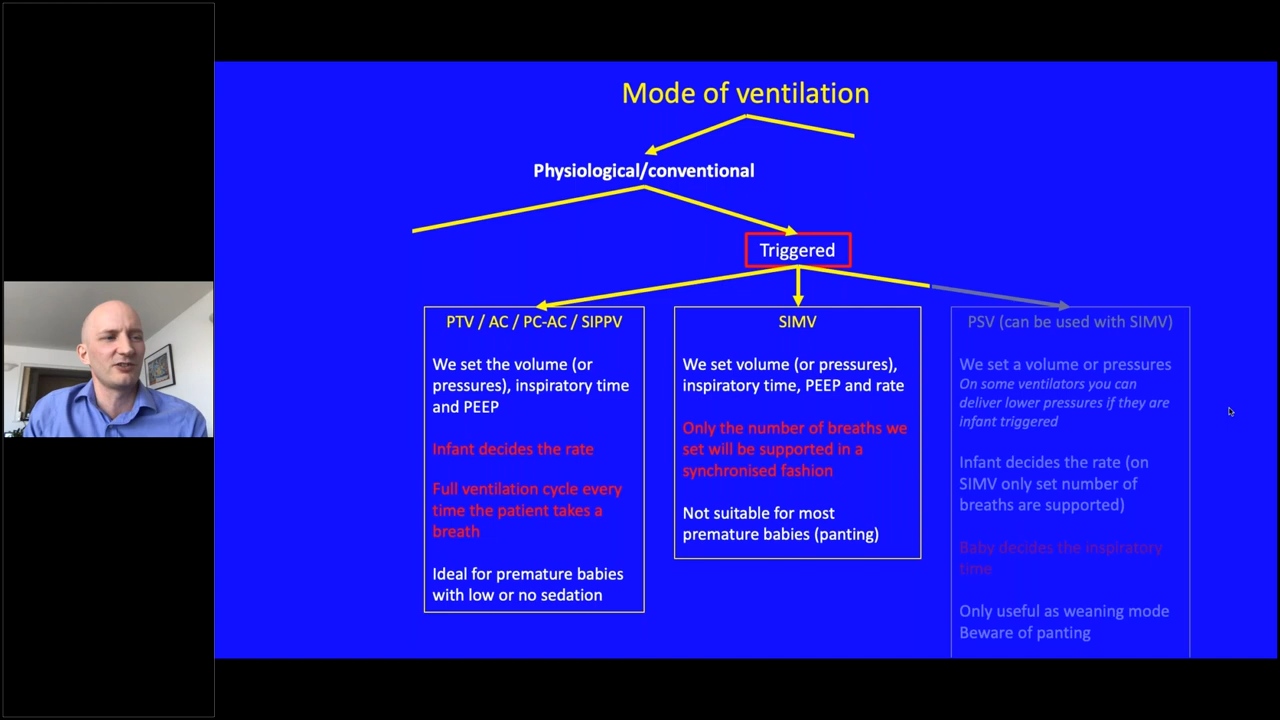 Mode of ventilation
Physiological/conventional
Triggered
PTV / AC / PC-AC / SIPPV
We set the volume (or
pressures), inspiratory time
and PEEP
Infant decides the rate
Full ventilation cycle every
time the patient takes a
breath
Ideal for premature babies
with low or no sedation
SIMV
We set volume (or pressures),
inspiratory time, PEEP and rate
Only the number of breaths we
set will be supported in a
synchronised fashion
Not suitable for most
premature babies (panting)
PSV (can be used with SIMV)
We set a volume or pressures
On some ventilators you can
deliver lower pressures if they are
infant triggered
Infant decides the rate (on
SIMV only set number of
breaths are supported)
Baby decides the inspiratory
time
Only useful as weaning mode
Beware of panting